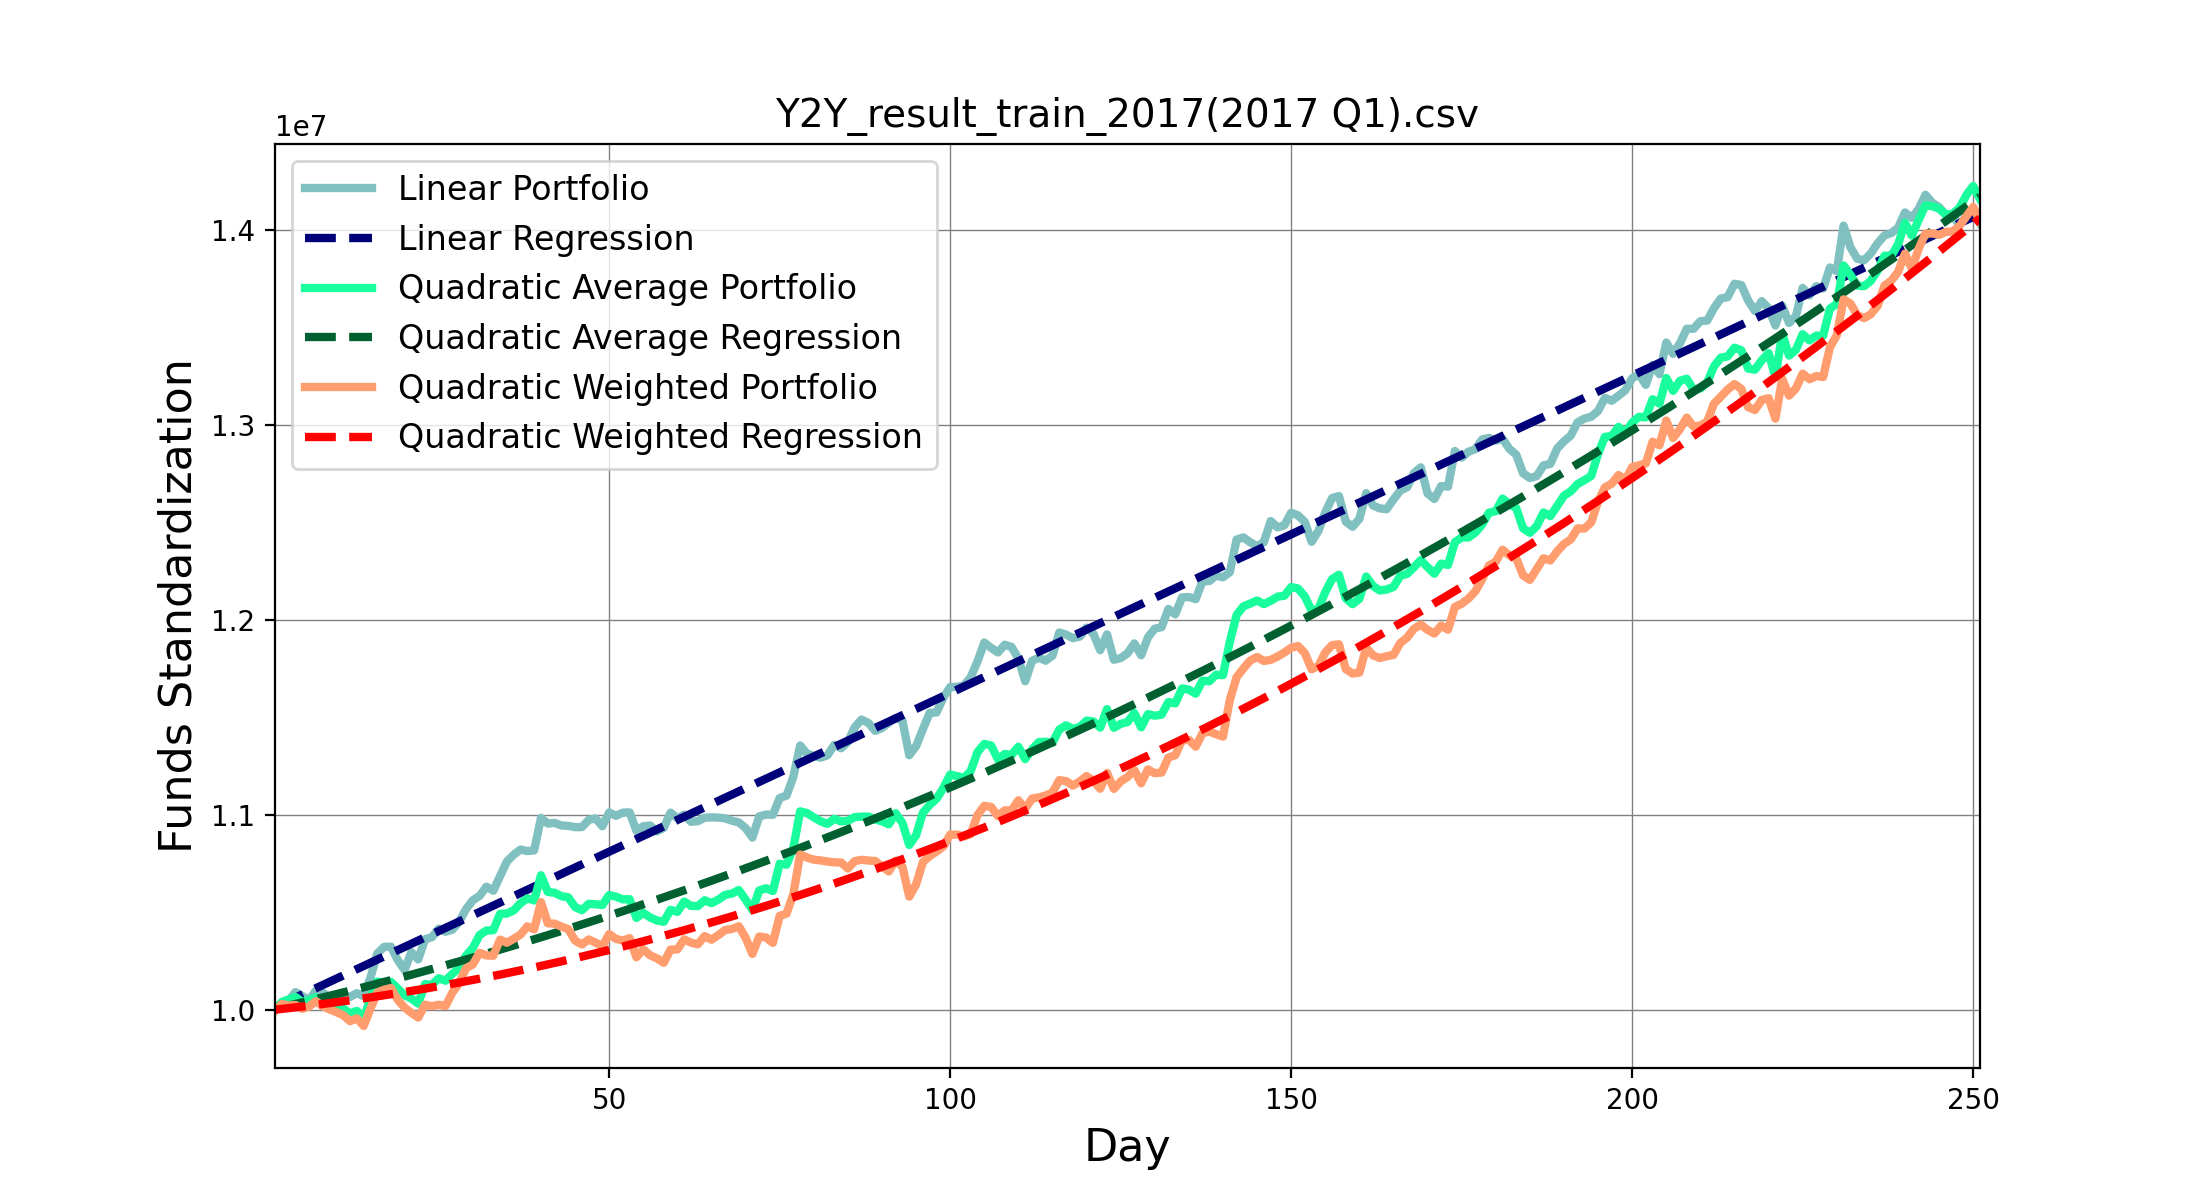 Y2Y_result_train_2017(2017 Q1).csv
1e7
Linear Portfolio
Linear Regression
Quadratic Average Portfolio
Quadratic Average Regression
Quadratic Weighted Portfolio
Quadratic Weighted Regression
1.4
1.3
1.2
1.1
1.0
Funds Standardization
50 100 150 200 250
Day